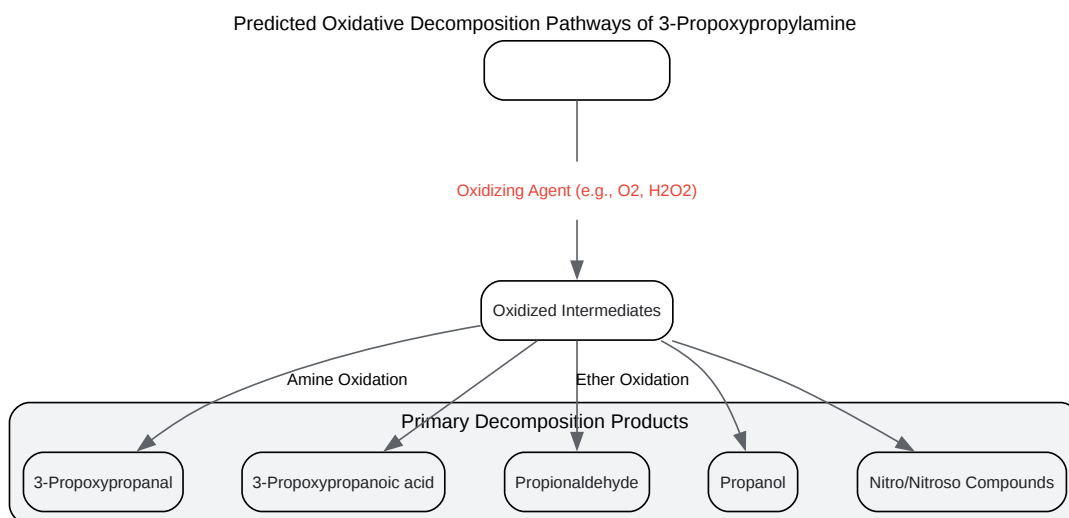 Predicted Oxidative Decomposition Pathways of 3-Propoxypropylamine
Oxidizing Agent (e.g., O2, H2O2)
Oxidized Intermediates
Amine Oxidation
Ether Oxidation
Primary Decomposition Products
3-Propoxypropanal
3-Propoxypropanoic acid
Propionaldehyde
Propanol
Nitro/Nitroso Compounds